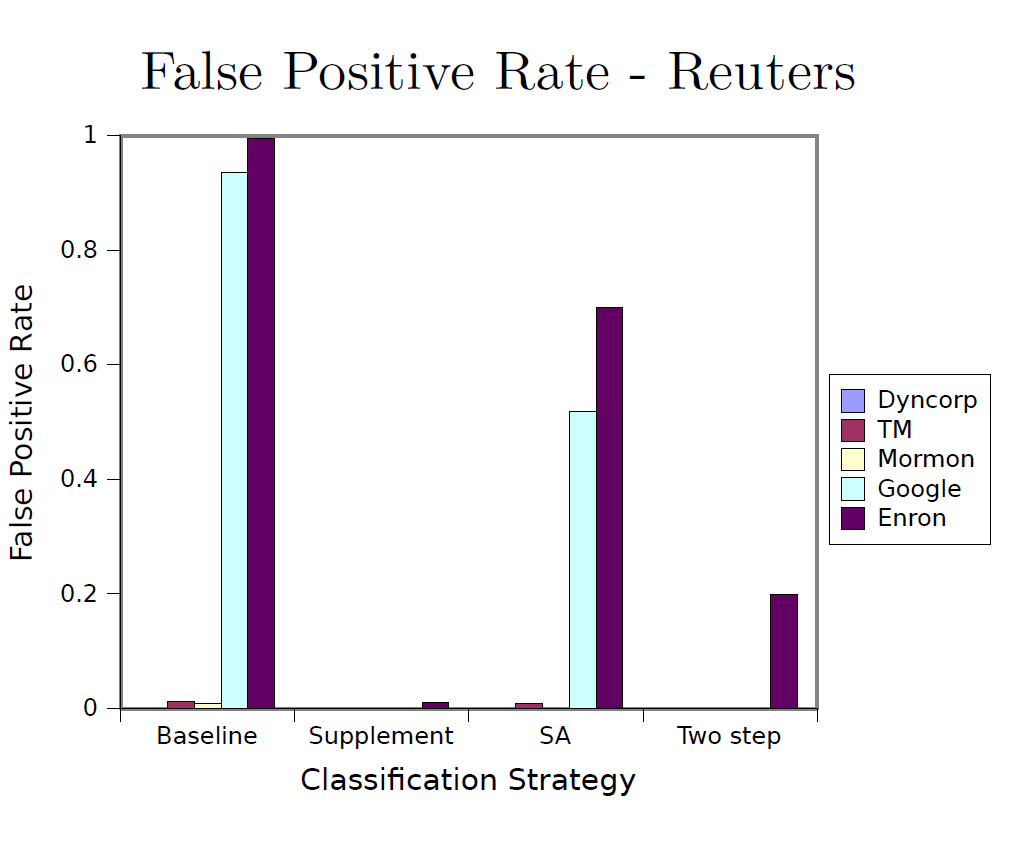 False Positive Rate - Reuters
False Positive Rate
1
0.8
0.6
0.4
0.2
0
Baseline
Supplement
SA
Two step
Classification Strategy
Dyncorp
TM
Mormon
Google
Enron